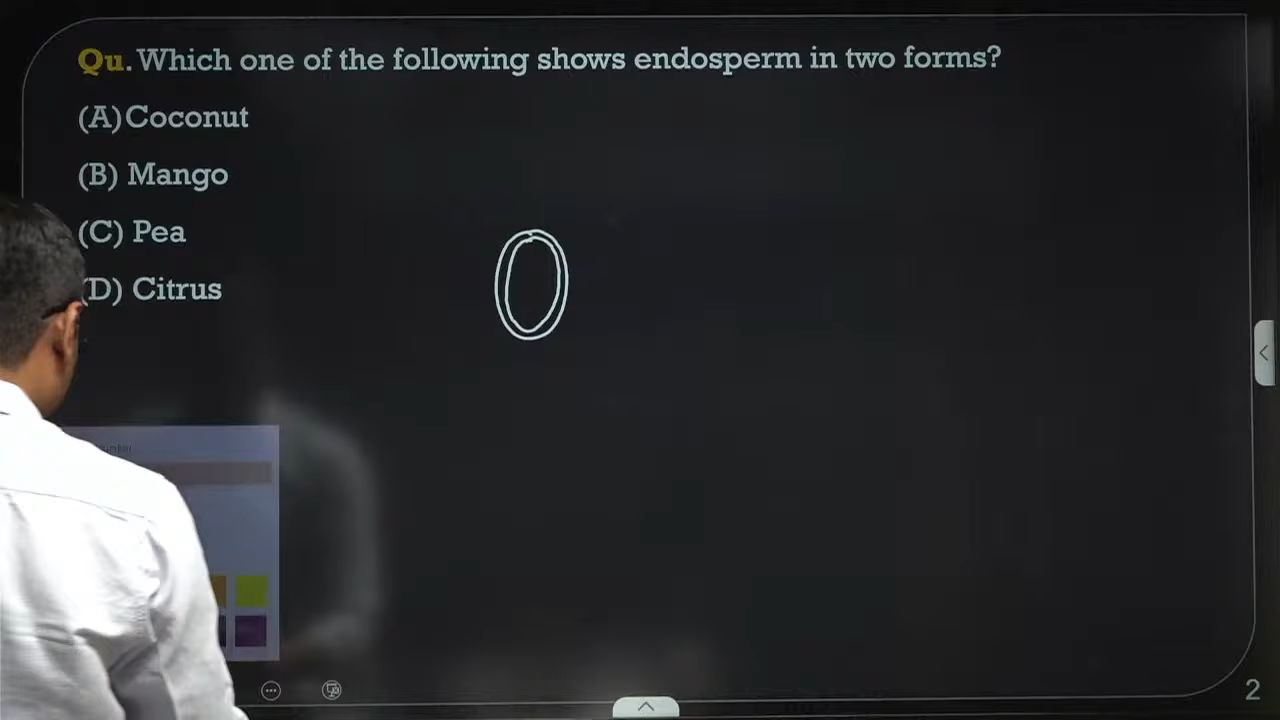 Qu. Which one of the following shows endosperm in two forms?
(A) Coconut
(B) Mango
(C) Pea
(D) Citrus
2